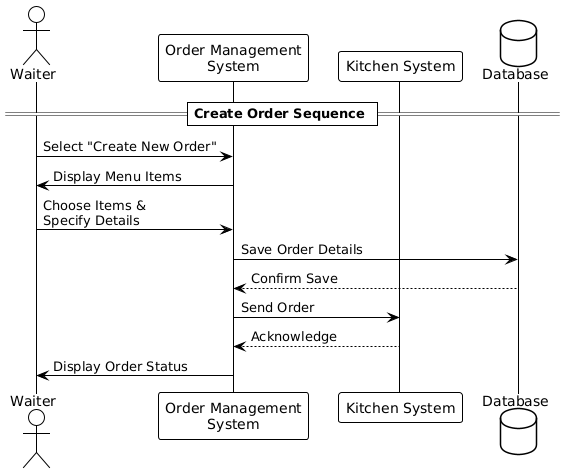 Waiter
Order Management
System
Kitchen System
Database
Create Order Sequence
Select "Create New Order"
Display Menu Items
Choose Items &
Specify Details
Save Order Details
Confirm Save
Send Order
Acknowledge
Display Order Status
Waiter
Order Management
System
Kitchen System
Database